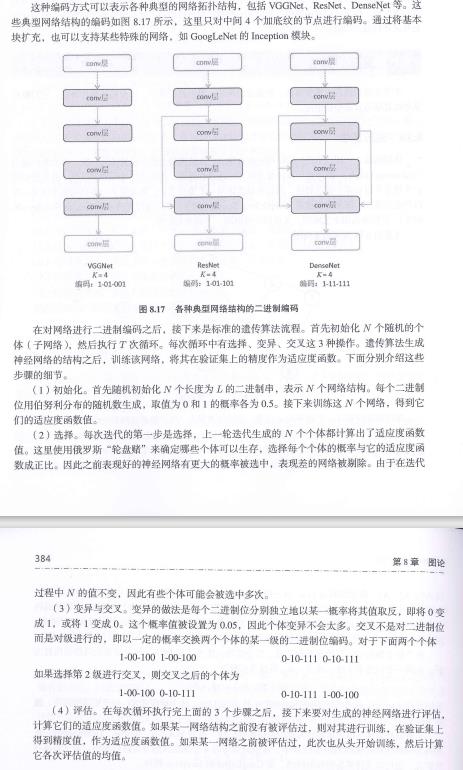 这种编码方式可以表示各种典型的网络拓扑结构，包括 VGGNet、ResNet、DenseNet 等。这
些典型网络结构的编码如图 8.17 所示，这里只对中间 4 个加底纹的节点进行编码。通过将基本
块扩充，也可以支持某些特殊的网络，如 GoogLeNet 的 Inception 模块。
conv层 conv层 conv层
conv层 conv层 conv层
conv层 conv层 conv层
conv层 conv层 conv层
conv层 conv层 conv层
conv层 conv层 conv层
VGGNet ResNet DenseNet
K=4 K=4 K=4
编码：1-01-001 编码：1-01-101 编码：1-11-111
图 8.17 各种典型网络结构的二进制编码
在对网络进行二进制编码之后，接下来是标准的遗传算法流程。首先初始化 N 个随机的个
体（子网络），然后执行 T 次循环。每次循环中有选择、变异、交叉这 3 种操作。遗传算法生成
神经网络的结构之后，训练该网络，将其在验证集上的精度作为适应度函数。下面分别介绍这些
步骤的细节。
（1）初始化。首先随机初始化 N 个长度为 L 的二进制串，表示 N 个网络结构。每个二进制
位用伯努利分布的随机数生成，取值为 0 和 1 的概率各为 0.5。接下来训练这 N 个网络，得到它
们的适应度函数值。
（2）选择。每次迭代的第一步是选择，上一轮迭代生成的 N 个个体都计算出了适应度函数
值。这里使用俄罗斯“轮盘赌”来确定哪些个体可以生存，选择每个个体的概率与它的适应度函
数成正比。因此之前表现好的神经网络有更大的概率被选中，表现差的网络被剔除。由于在迭代
384 第 8 章 图论
过程中 N 的值不变，因此有些个体可能会被选中多次。
（3）变异与交叉。变异的做法是每个二进制位分别独立地以某一概率将其值取反，即将 0 变
成 1，或将 1 变成 0。这个概率值被设置为 0.05，因此个体变异不会太多。交叉不是对二进制位
而是对级进行的，即以一定的概率交换两个个体的某一级的二进制位编码。对于下面两个个体
1-00-100 1-00-100 0-10-111 0-10-111
如果选择第 2 级进行交叉，则交叉之后的个体为
1-00-100 0-10-111 0-10-111 1-00-100
（4）评估。在每次循环执行完上面的 3 个步骤之后，接下来要对生成的神经网络进行评估，
计算它们的适应度函数值。如果某一网络结构之前没有被评估过，则对其进行训练，在验证集上
得到精度值，作为适应度函数值。如果某一网络之前被评估过，此次也从头开始训练，然后计算
它各次评估值的均值。